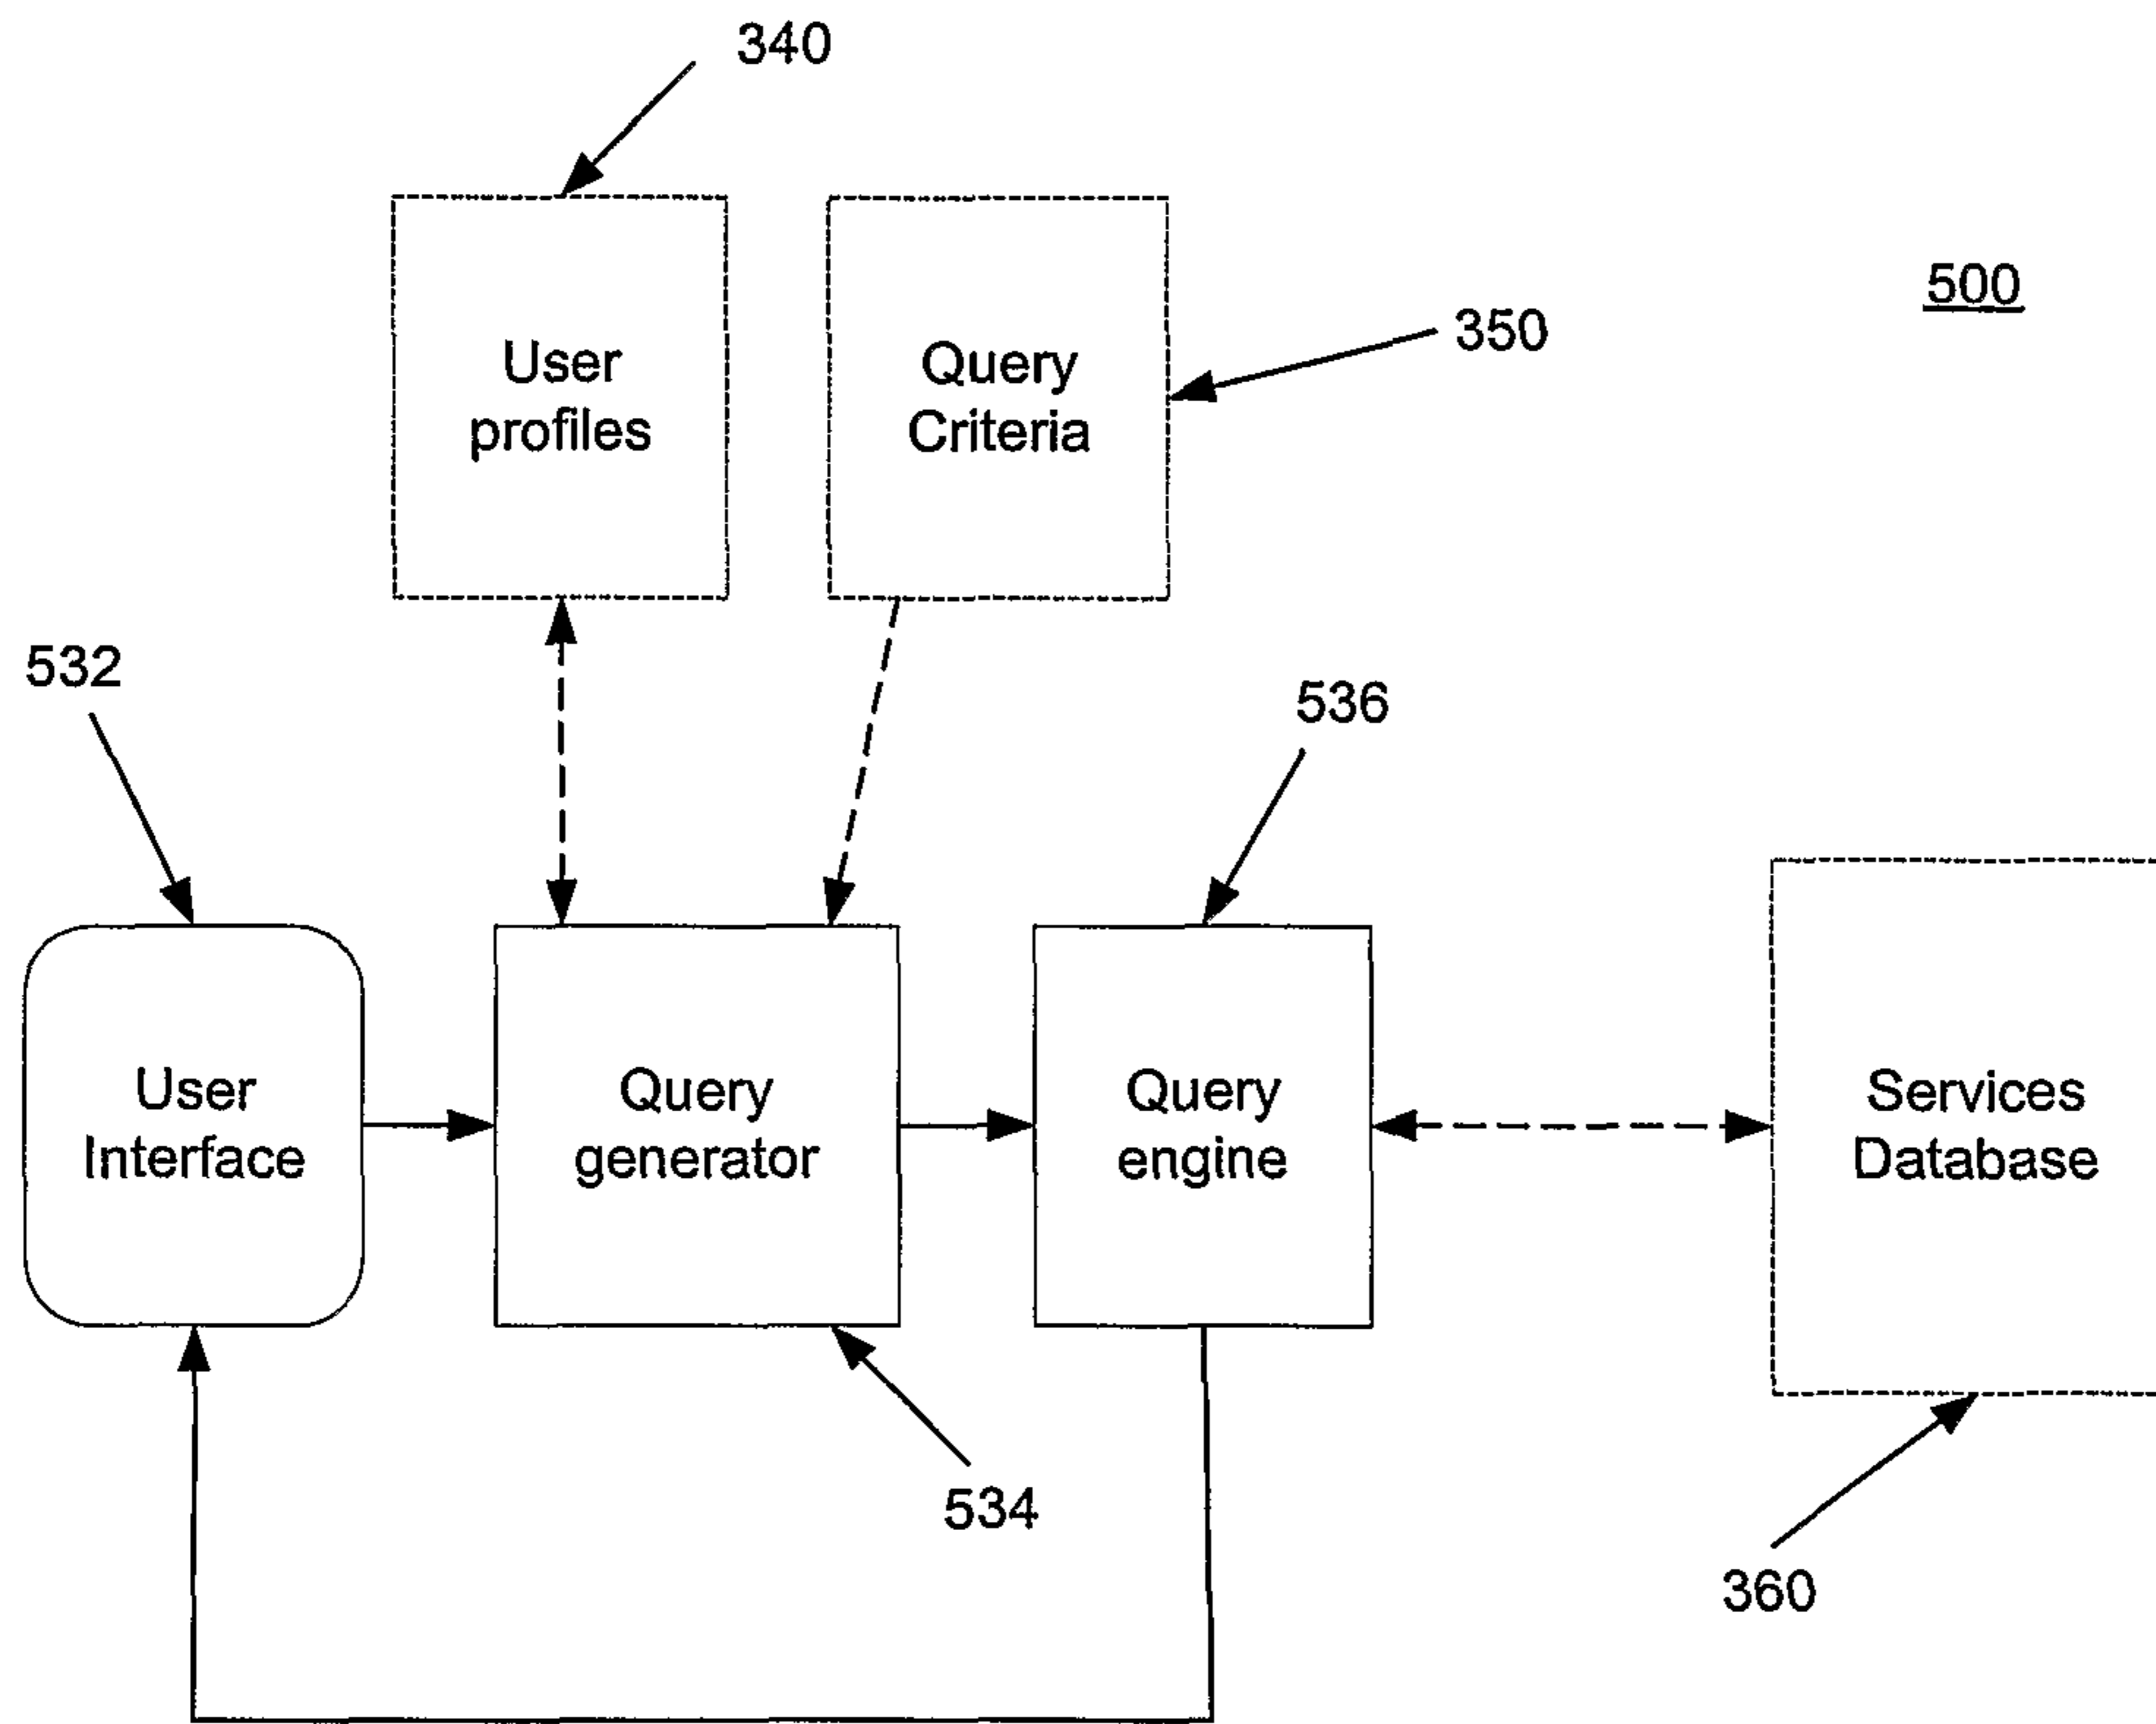 340
500
350
User
profiles
Query
Criteria
532
536
User
Interface
Query
generator
Query
engine
Services
Database
534
360